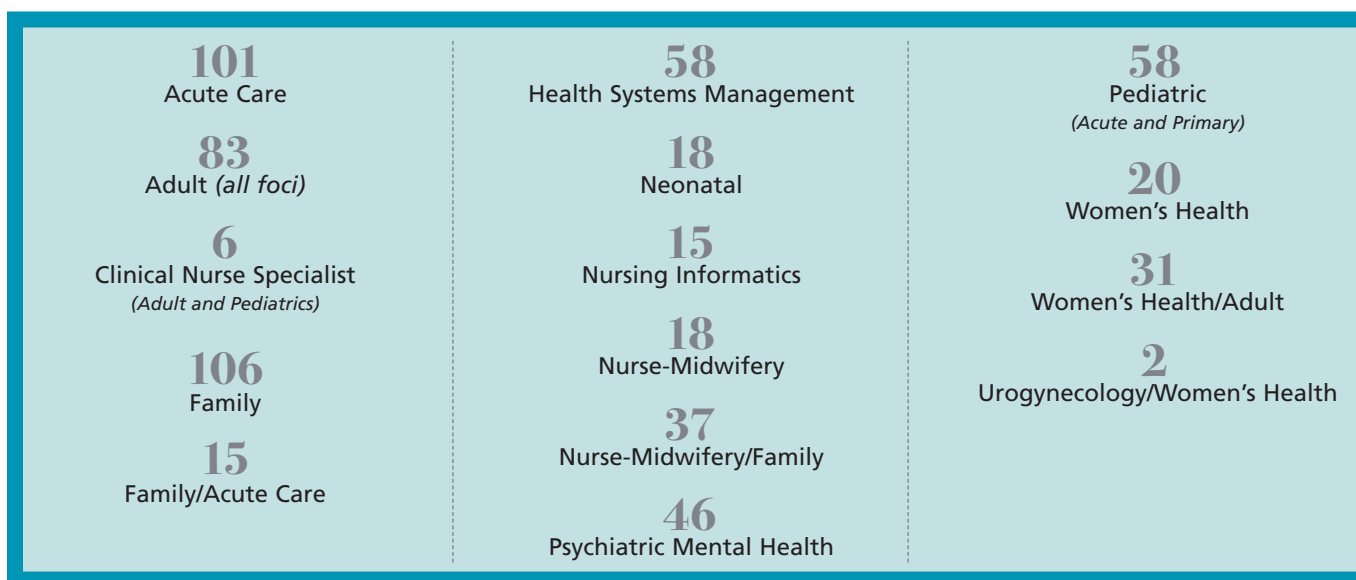 101
Acute Care
83
Adult (all foci)
6
Clinical Nurse Specialist
(Adult and Pediatrics)
106
Family
15
Family/Acute Care
58
Health Systems Management
18
Neonatal
15
Nursing Informatics
18
Nurse-Midwifery
37
Nurse-Midwifery/Family
46
Psychiatric Mental Health
58
Pediatric
(Acute and Primary)
20
Women's Health
31
Women's Health/Adult
2
Urogynecology/Women's Health